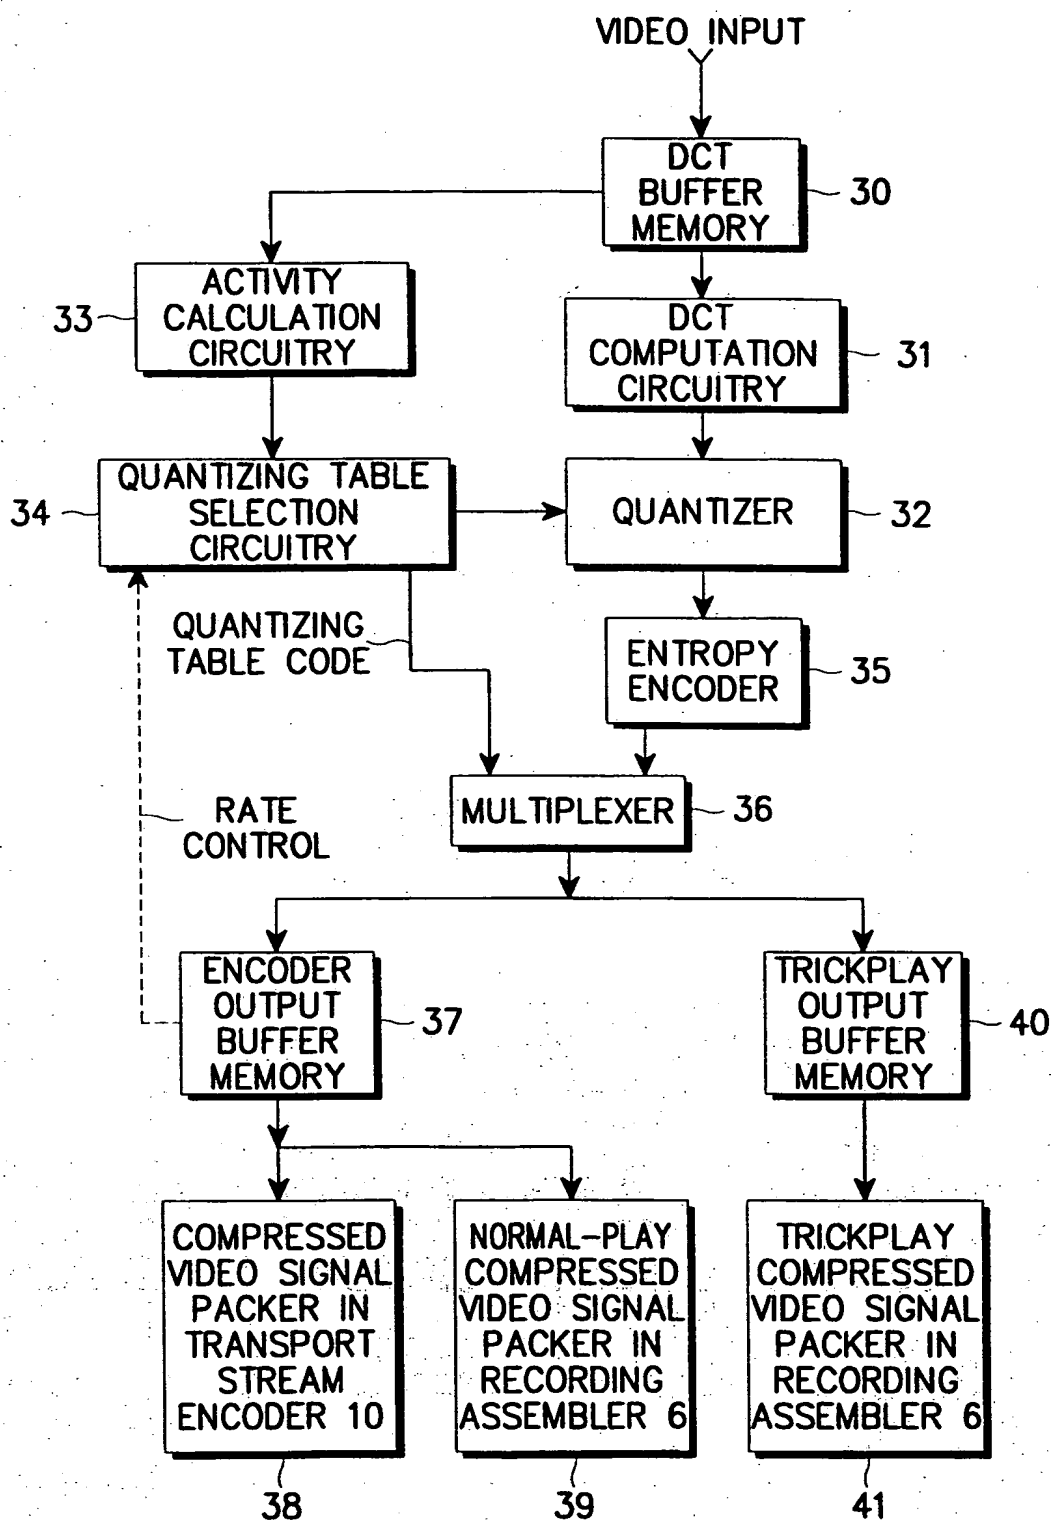 VIDEO INPUT
DCT
BUFFER
MEMORY
30
ACTIVITY
CALCULATION
CIRCUITRY
33
DCT
COMPUTATION
CIRCUITRY
31
QUANTIZING TABLE
SELECTION
CIRCUITRY
34
QUANTIZER
32
QUANTIZING
TABLE CODE
ENTROPY
ENCODER
35
MULTIPLEXER
36
RATE
CONTROL
ENCODER
OUTPUT
BUFFER
MEMORY
37
TRICKPLAY
OUTPUT
BUFFER
MEMORY
40
COMPRESSED
VIDEO SIGNAL
PACKER IN
TRANSPORT
STREAM
ENCODER 10
38
NORMAL-PLAY
COMPRESSED
VIDEO SIGNAL
PACKER IN
RECORDING
ASSEMBLER 6
39
TRICKPLAY
COMPRESSED
VIDEO SIGNAL
PACKER IN
RECORDING
ASSEMBLER 6
41